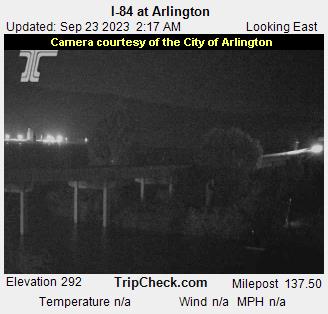 I-84 at Arlington
Updated: Sep 23 2023 2:17 AM Looking East
Camera courtesy of the City of Arlington
Elevation 292 TripCheck.com Milepost 137.50
Temperature n/a Wind n/a MPH n/a